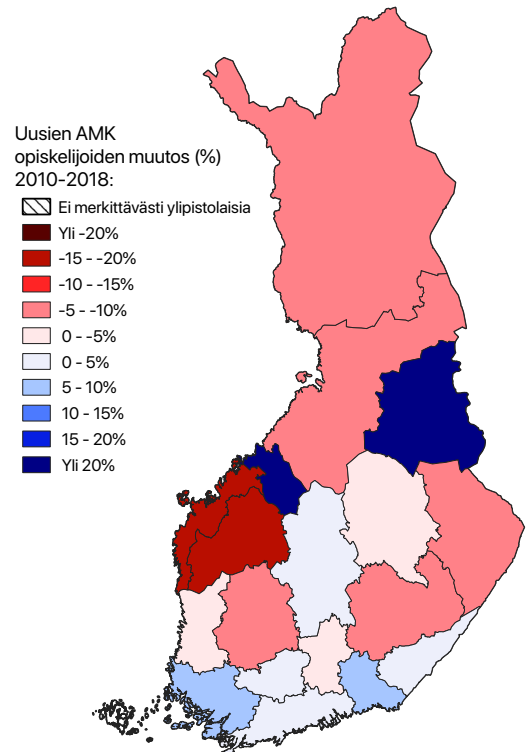 Uusien AMK
opiskelijoiden muutos (%)
2010-2018:
Ei merkittävästi ylipistolaisia
Yli -20%
-15 - -20%
-10 - -15%
-5 - -10%
0 - -5%
0 - 5%
5 - 10%
10 - 15%
15 - 20%
Yli 20%